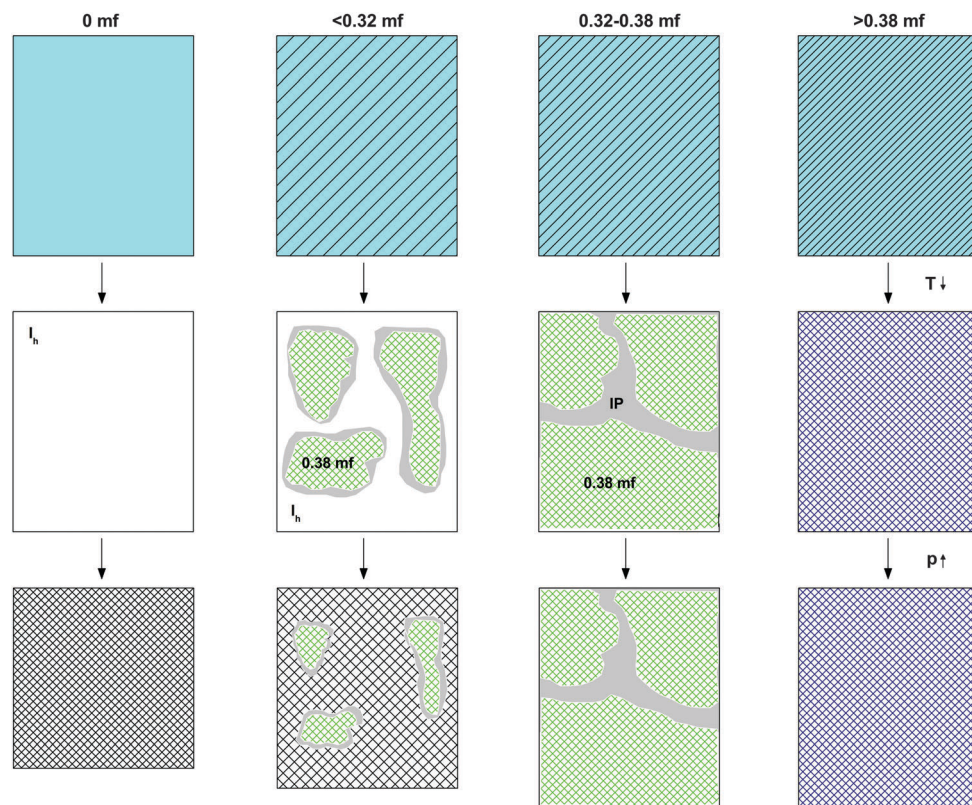 0 mf
<0.32 mf
0.32-0.38 mf
>0.38 mf
T↓
Ih
IP
0.38 mf
0.38 mf
Ih
p↑